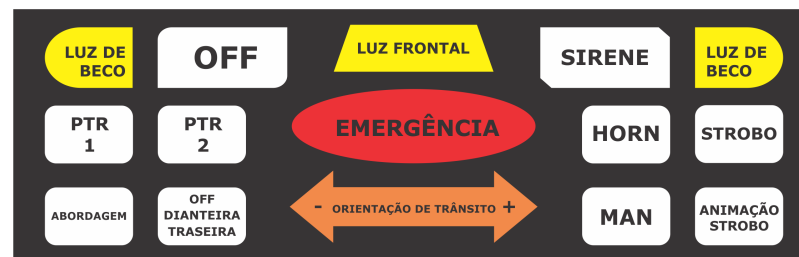 LUZ DE
BECO
OFF
LUZ FRONTAL
SIRENE
LUZ DE
BECO
PTR
1
PTR
2
EMERGÊNCIA
HORN
STROBO
ABORDAGEM
OFF
DIANTEIRA
TRASEIRA
- ORIENTAÇÃO DE TRÂNSITO +
MAN
ANIMAÇÃO
STROBO